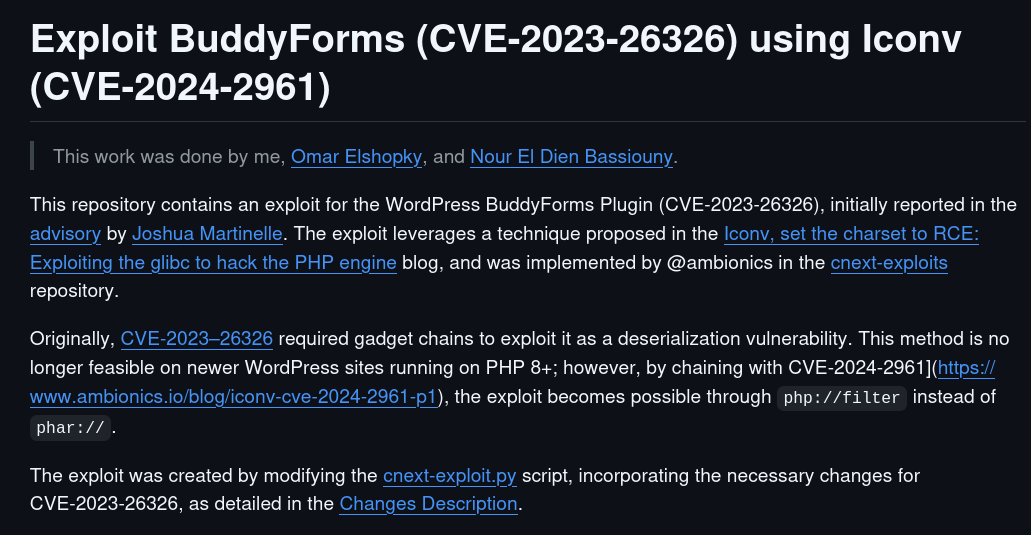 Exploit BuddyForms (CVE-2023-26326) using Iconv
(CVE-2024-2961)
This work was done by me, Omar Elshopky, and Nour El Dien Bassiouny.
This repository contains an exploit for the WordPress BuddyForms Plugin (CVE-2023-26326), initially reported in the
advisory by Joshua Martinelle. The exploit leverages a technique proposed in the Iconv, set the charset to RCE:
Exploiting the glibc to hack the PHP engine blog, and was implemented by @ambionics in the cnext-exploits
repository.
Originally, CVE-2023–26326 required gadget chains to exploit it as a deserialization vulnerability. This method is no
longer feasible on newer WordPress sites running on PHP 8+; however, by chaining with CVE-2024-2961](https://
www.ambionics.io/blog/iconv-cve-2024-2961-p1), the exploit becomes possible through php://filter instead of
phar:// .
The exploit was created by modifying the cnext-exploit.py script, incorporating the necessary changes for
CVE-2023-26326, as detailed in the Changes Description.